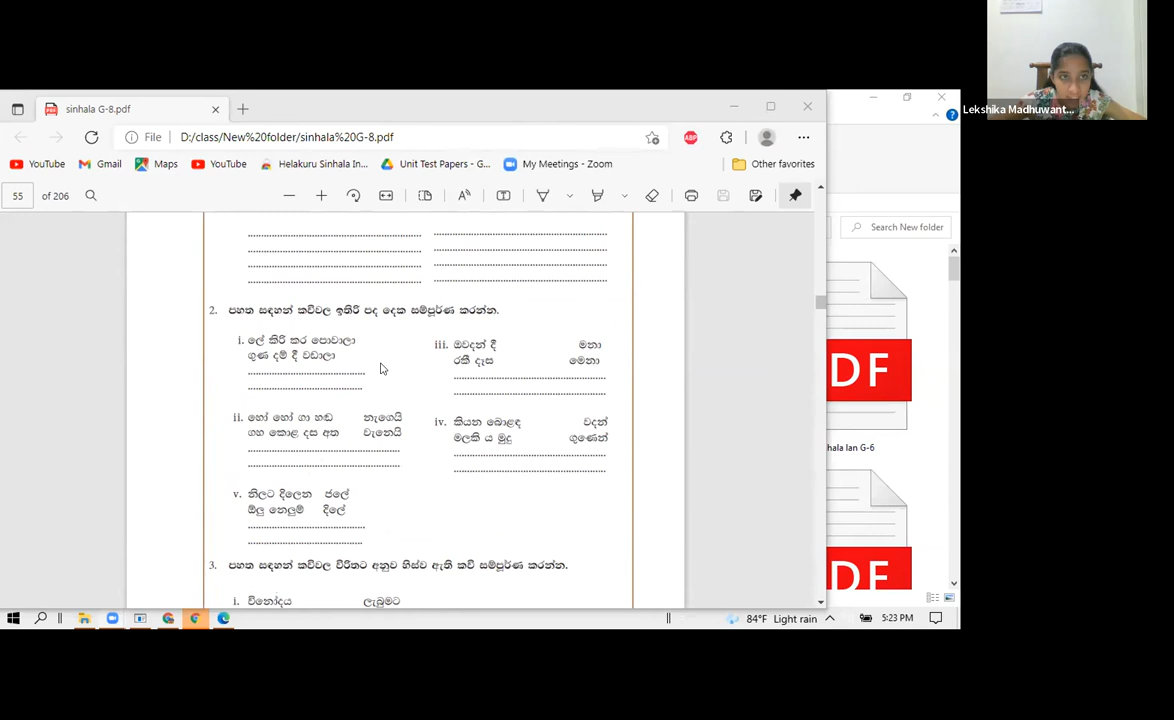 Lekshika Madhuwant...
sinhala G-8.pdf
File D:/class/New%20folder/sinhala%20G-8.pdf
YouTube Gmail Maps YouTube Helakuru Sinhala In... Unit Test Papers - G... My Meetings - Zoom Other favorites
55 of 206
Search New folder
2. පහත සඳහන් කවිවල ඉතිරි පද දෙක සම්පූර්ණ කරන්න.
i. ලේ කිරි කර පොවාලා
ගුණ දම් දී වඩාලා
ii. හෝ හෝ ගා හඬ නැගෙයි
ගහ කොළ දස අත වැනෙයි
iii. ඔවදන් දී මනා
රකී දෑස මෙනා
iv. කියන බොළඳ වදන්
මලකි ය මුදු ගුණෙන්
v. නිලට දිලෙන ජලේ
ඕලු නෙලුම් දිලේ
3. පහත සඳහන් කවිවල විරිතට අනුව හිස්ව ඇති කවි සම්පූර්ණ කරන්න.
i. විනෝදය ලැබුමට
PDF
hala lan G-6
PDF
84°F Light rain 5:23 PM